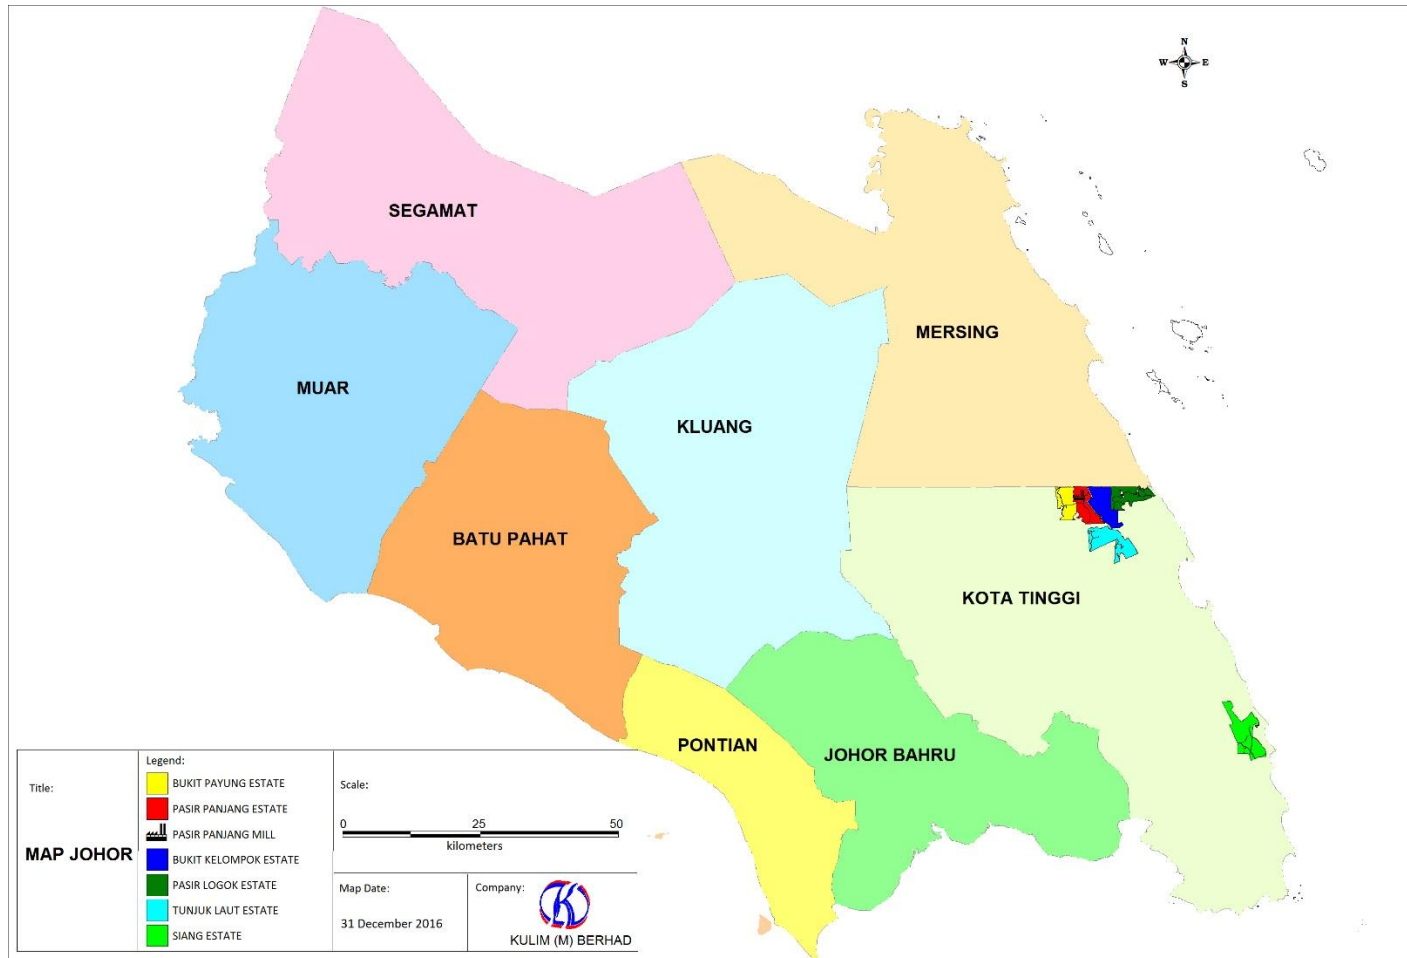 N
W E
S
SEGAMAT
MERSING
MUAR
KLUANG
BATU PAHAT
KOTA TINGGI
PONTIAN
JOHOR BAHRU
Title:
MAP JOHOR
Legend:
BUKIT PAYUNG ESTATE
PASIR PANJANG ESTATE
PASIR PANJANG MILL
BUKIT KELOMPOK ESTATE
PASIR LOGOK ESTATE
TUNJUK LAUT ESTATE
SIANG ESTATE
Scale:
0 25 50
kilometers
Map Date:
31 December 2016
Company:
KULIM (M) BERHAD